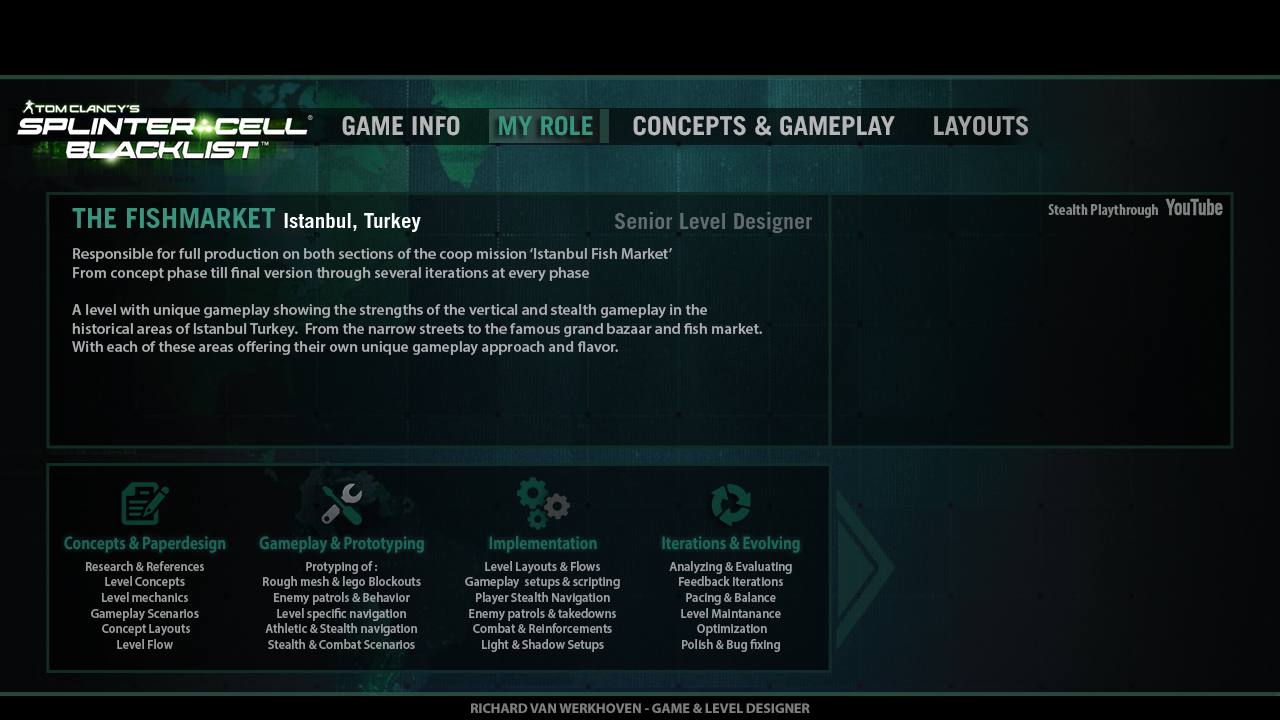 TOM CLANCY'S
SPLINTER CELL®
BLACKLIST™
GAME INFO MY ROLE CONCEPTS & GAMEPLAY LAYOUTS
THE FISHMARKET Istanbul, Turkey
Senior Level Designer
Responsible for full production on both sections of the coop mission ‘Istanbul Fish Market’
From concept phase till final version through several iterations at every phase
A level with unique gameplay showing the strengths of the vertical and stealth gameplay in the
historical areas of Istanbul Turkey. From the narrow streets to the famous grand bazaar and fish market.
With each of these areas offering their own unique gameplay approach and flavor.
Stealth Playthrough YouTube
Concepts & Paperdesign
Research & References
Level Concepts
Level mechanics
Gameplay Scenarios
Concept Layouts
Level Flow
Gameplay & Prototyping
Protyping of :
Rough mesh & lego Blockouts
Enemy patrols & Behavior
Level specific navigation
Athletic & Stealth navigation
Stealth & Combat Scenarios
Implementation
Level Layouts & Flows
Gameplay setups & scripting
Player Stealth Navigation
Enemy patrols & takedowns
Combat & Reinforcements
Light & Shadow Setups
Iterations & Evolving
Analyzing & Evaluating
Feedback Iterations
Pacing & Balance
Level Maintanance
Optimization
Polish & Bug fixing
RICHARD VAN WERKHOVEN - GAME & LEVEL DESIGNER